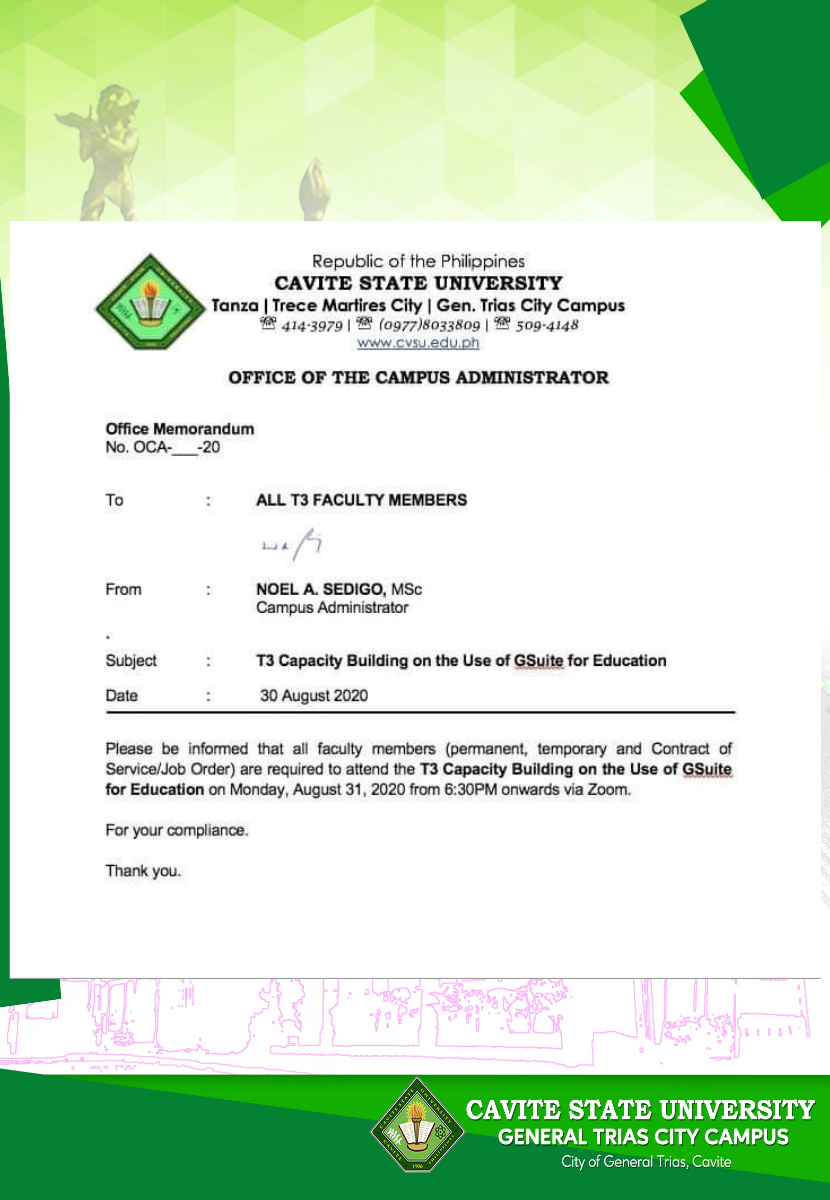 Republic of the Philippines
CAVITE STATE UNIVERSITY
Tanza | Trece Martires City | Gen. Trias City Campus
☏ 414-3979 | ☏ (0977)8033809 | ☏ 509-4148
www.cvsu.edu.ph
OFFICE OF THE CAMPUS ADMINISTRATOR
Office Memorandum
No. OCA-___-20
To : ALL T3 FACULTY MEMBERS
From : NOEL A. SEDIGO, MSc
Campus Administrator
.
Subject : T3 Capacity Building on the Use of GSuite for Education
Date : 30 August 2020
Please be informed that all faculty members (permanent, temporary and Contract of
Service/Job Order) are required to attend the T3 Capacity Building on the Use of GSuite
for Education on Monday, August 31, 2020 from 6:30PM onwards via Zoom.
For your compliance.
Thank you.
CAVITE STATE UNIVERSITY
GENERAL TRIAS CITY CAMPUS
City of General Trias, Cavite
1906